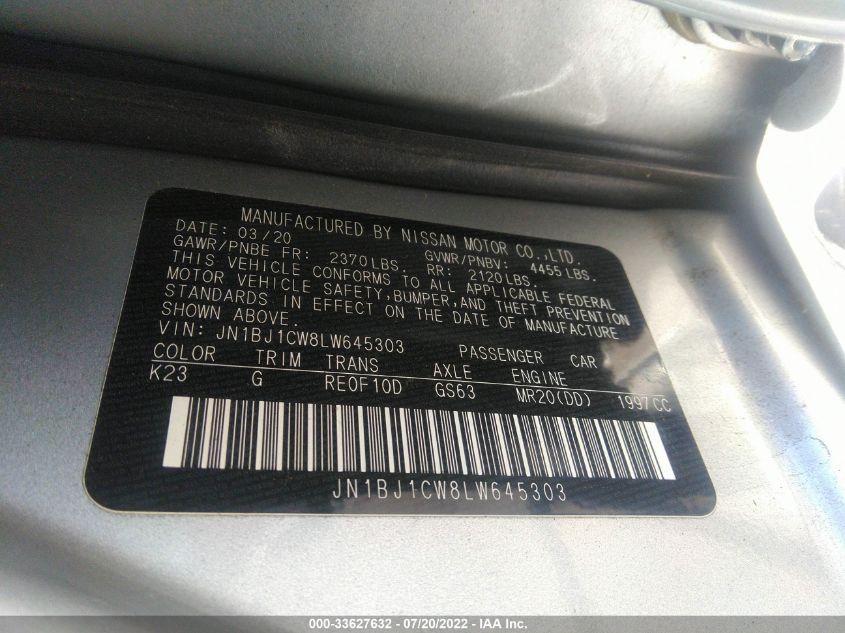 MANUFACTURED BY NISSAN MOTOR CO.,LTD.
DATE: 03/20 GVWR/PNBV: 4455 LBS.
GAWR/PNBE FR: 2370 LBS. RR: 2120 LBS.
THIS VEHICLE CONFORMS TO ALL APPLICABLE FEDERAL
MOTOR VEHICLE SAFETY, BUMPER, AND THEFT PREVENTION
STANDARDS IN EFFECT ON THE DATE OF MANUFACTURE
SHOWN ABOVE.
VIN: JN1BJ1CW8LW645303 PASSENGER CAR
COLOR TRIM TRANS AXLE ENGINE
K23 G RE0F10D GS63 MR20(DD) 1997CC
JN1BJ1CW8LW645303
000-33627632 - 07/20/2022 - IAA Inc.